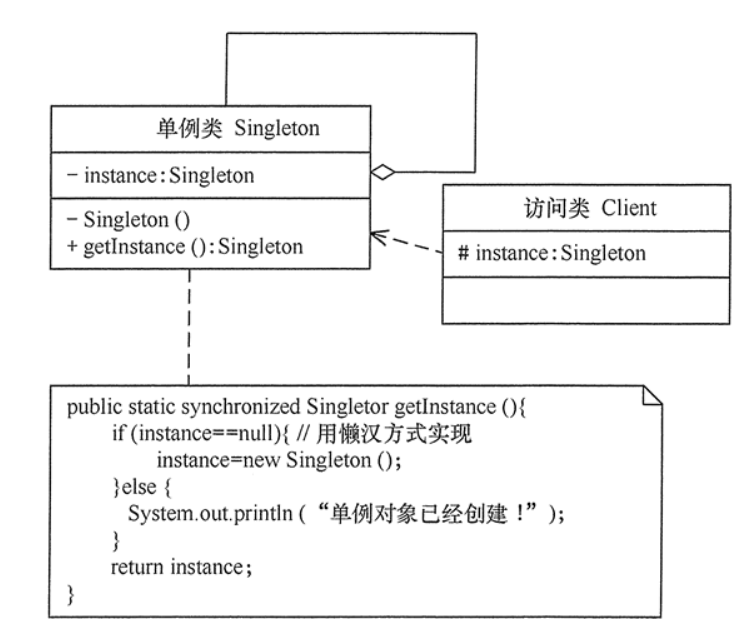 单例类 Singleton
- instance:Singleton
- Singleton ()
+ getInstance ():Singleton
访问类 Client
# instance:Singleton
public static synchronized Singletor getInstance (){
if (instance==null){ // 用懒汉方式实现
instance=new Singleton ();
}else {
System.out.println (“单例对象已经创建！”);
}
return instance;
}